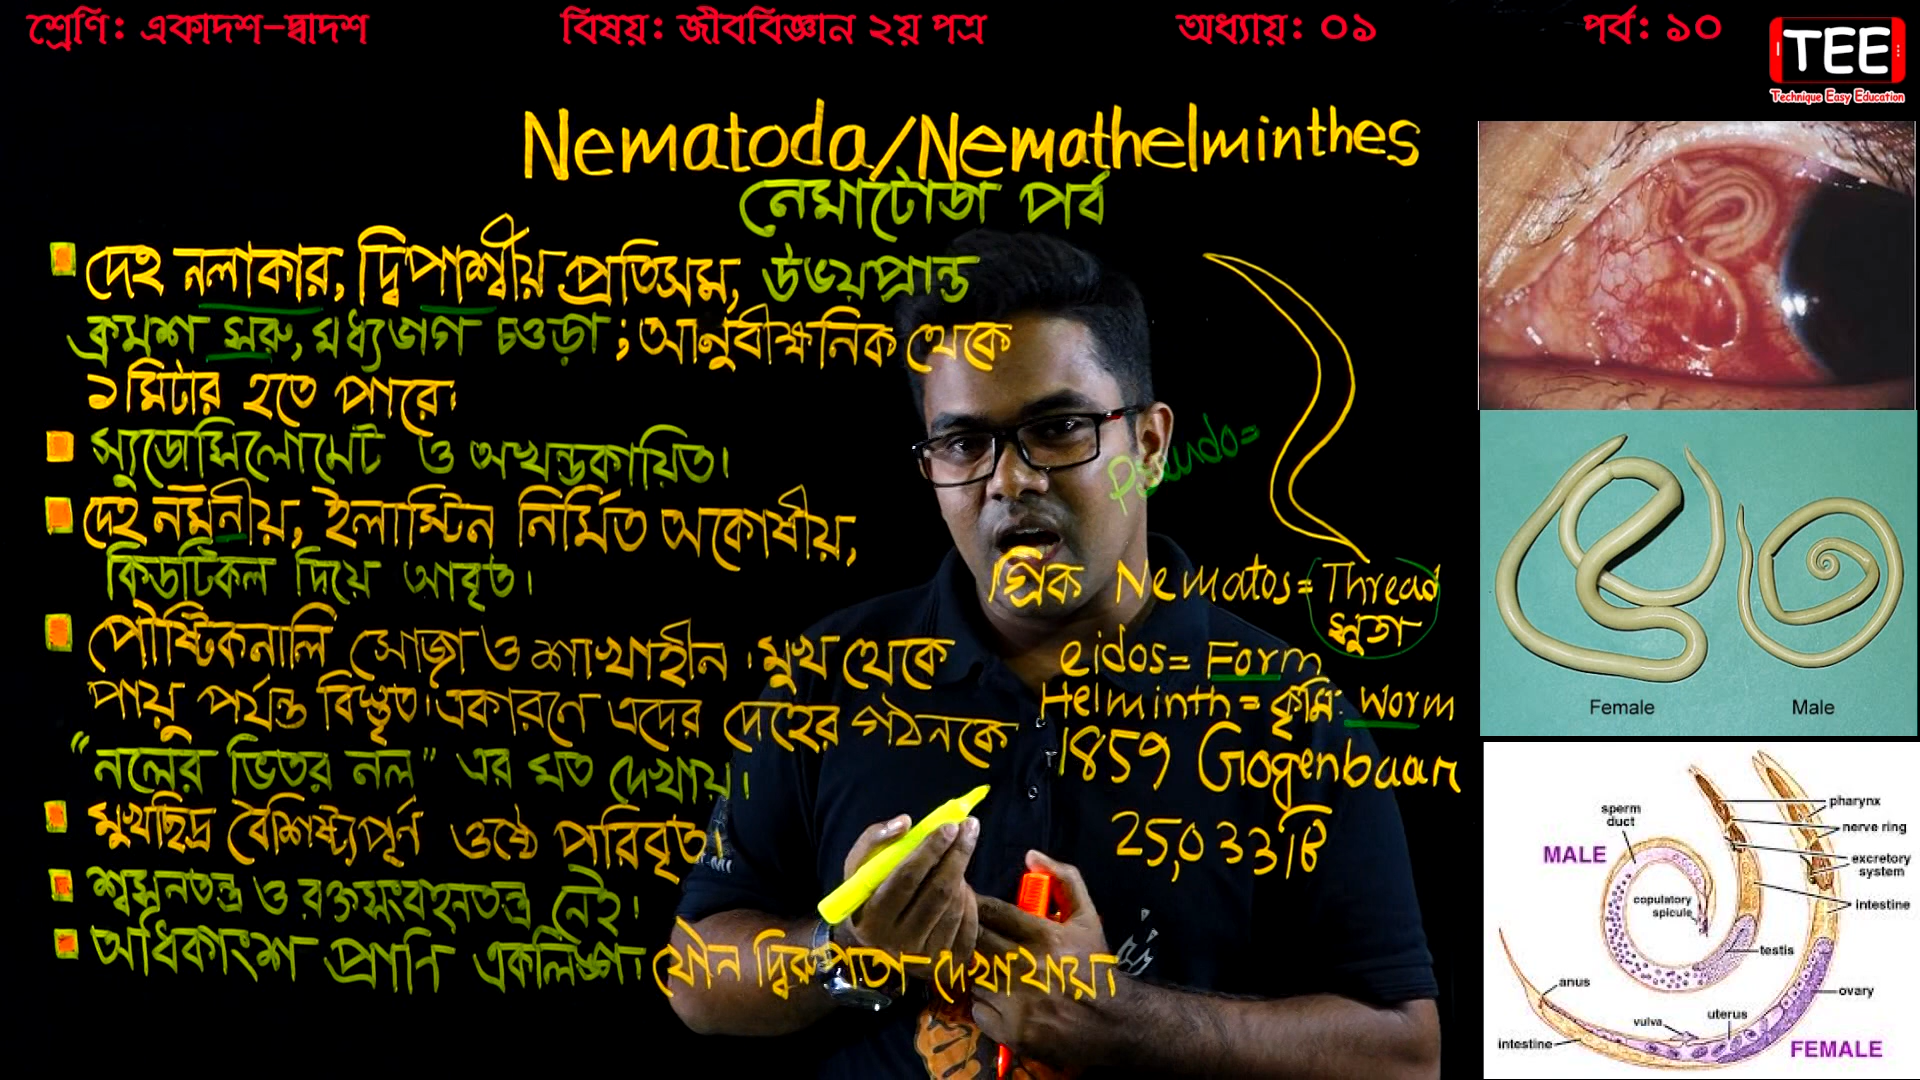 শ্রেণি: একাদশ-দ্বাদশ
বিষয়: জীববিজ্ঞান ২য় পত্র
অধ্যায়: ০১
পর্ব: ১০
TEE
Technique Easy Education
Nematoda/Nemathelminthes
নেমাটোডা পর্ব
দেহ নলাকার, দ্বিপার্শ্বীয় প্রতিসম, উভয়প্রান্ত
ক্রমশ সরু, মধ্যভাগ চওড়া; আনুবীক্ষনিক থেকে
১মিটার হতে পারে।
স্যুডোসিলোমেট ও অখন্ডকায়িত।
দেহ নমনীয়, ইলাস্টিন নির্মিত অকোষীয়,
কিউটিকল দিয়ে আবৃত।
পৌষ্টিকনালি সোজা ও শাখাহীন। মুখ থেকে
পায়ু পর্যন্ত বিস্তৃত। একারণে এদের দেহের গঠনকে
"নলের ভিতর নল" এর মত দেখায়।
মুখছিদ্র বৈশিষ্ট্যপূর্ন ওষ্ঠে পরিবৃত।
শ্বসনতন্ত্র ও রক্তসংবহনতন্ত্র নেই।
অধিকাংশ প্রানি একলিঙ্গ। যৌন দ্বিরুপতা দেখা যায়।
Pseudo=
গ্রিক Nematos = Thread
সুতা
eidos = Form
Helminth = কৃমি: Worm
1859 Gogenbaan
25,033টি
Female
Male
MALE
sperm duct
copulatory spicule
pharynx
nerve ring
excretory system
intestine
testis
ovary
anus
vulva
uterus
intestine
FEMALE